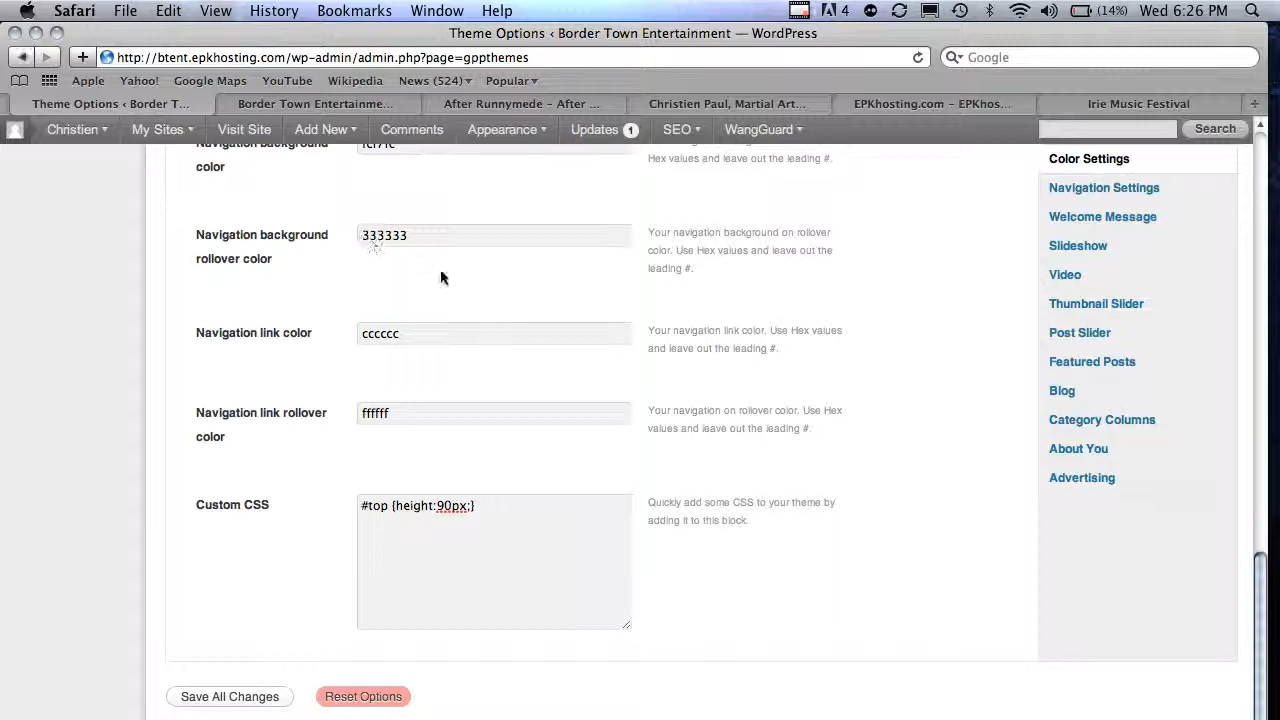 Safari File Edit View History Bookmarks Window Help 4 (14%) Wed 6:26 PM
Theme Options ‹ Border Town Entertainment — WordPress
http://btent.epkhosting.com/wp-admin/admin.php?page=gppthemes Google
Apple Yahoo! Google Maps YouTube Wikipedia News (524) Popular
Theme Options ‹ Border T... Border Town Entertainme... After Runnymede – After ... Christien Paul, Martial Art... EPKhosting.com – EPKhos... Irie Music Festival
Christien My Sites Visit Site Add New Comments Appearance Updates 1 SEO WangGuard Search
Navigation background
color
Hex values and leave out the leading #.
Navigation background
rollover color
333333
Your navigation background on rollover
color. Use Hex values and leave out the
leading #.
Navigation link color
cccccc
Your navigation link color. Use Hex values
and leave out the leading #.
Navigation link rollover
color
ffffff
Your navigation on rollover color. Use Hex
values and leave out the leading #.
Custom CSS
#top {height:90px;}
Quickly add some CSS to your theme by
adding it to this block.
Color Settings
Navigation Settings
Welcome Message
Slideshow
Video
Thumbnail Slider
Post Slider
Featured Posts
Blog
Category Columns
About You
Advertising
Save All Changes Reset Options